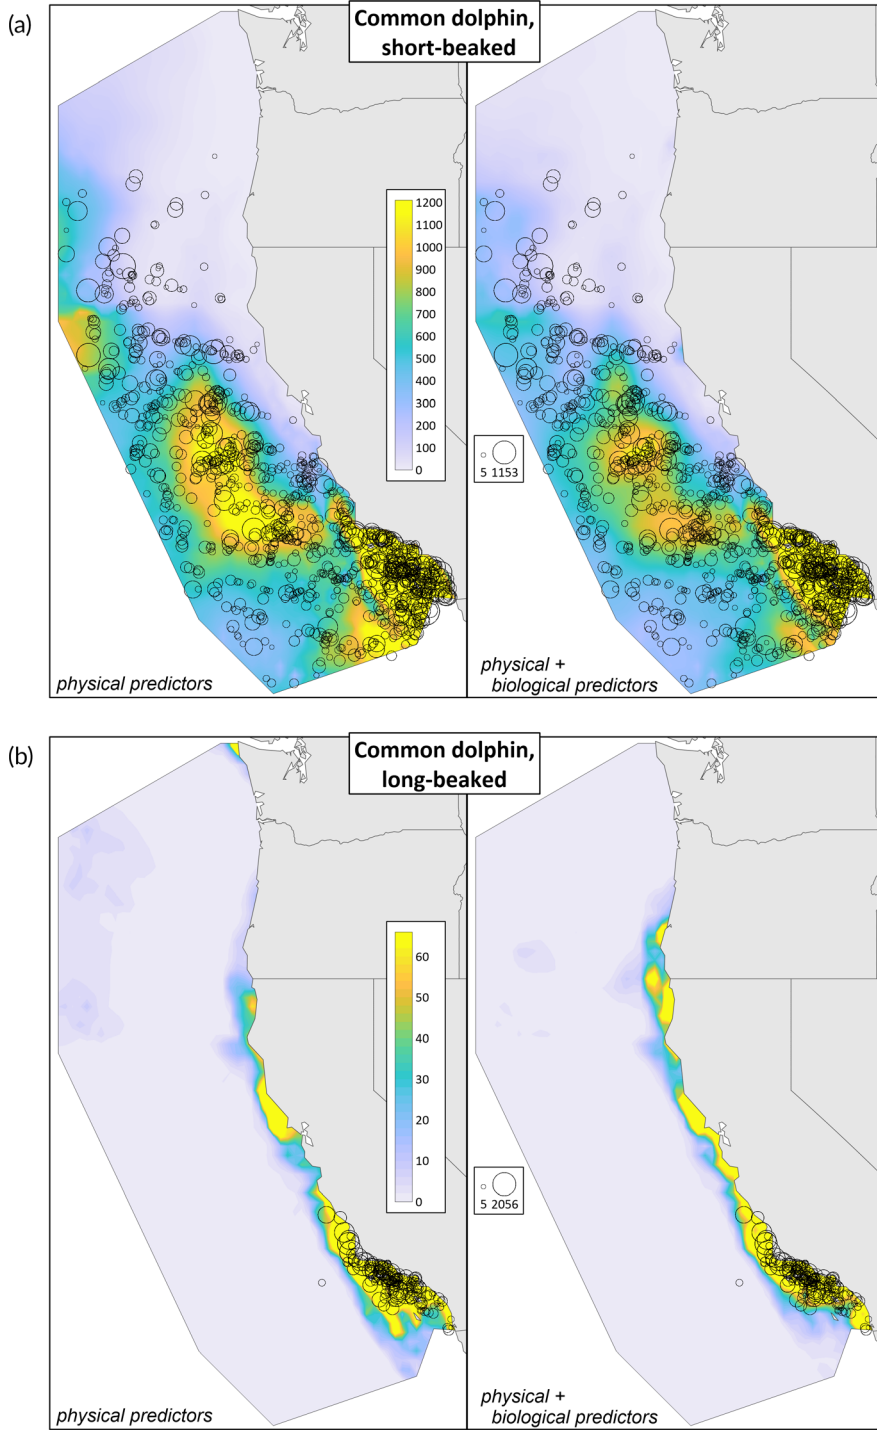 (a)
Common dolphin,
short-beaked
1200
1100
1000
900
800
700
600
500
400
300
200
100
0
5 1153
physical predictors
physical +
biological predictors
(b)
Common dolphin,
long-beaked
60
50
40
30
20
10
0
5 2056
physical predictors
physical +
biological predictors